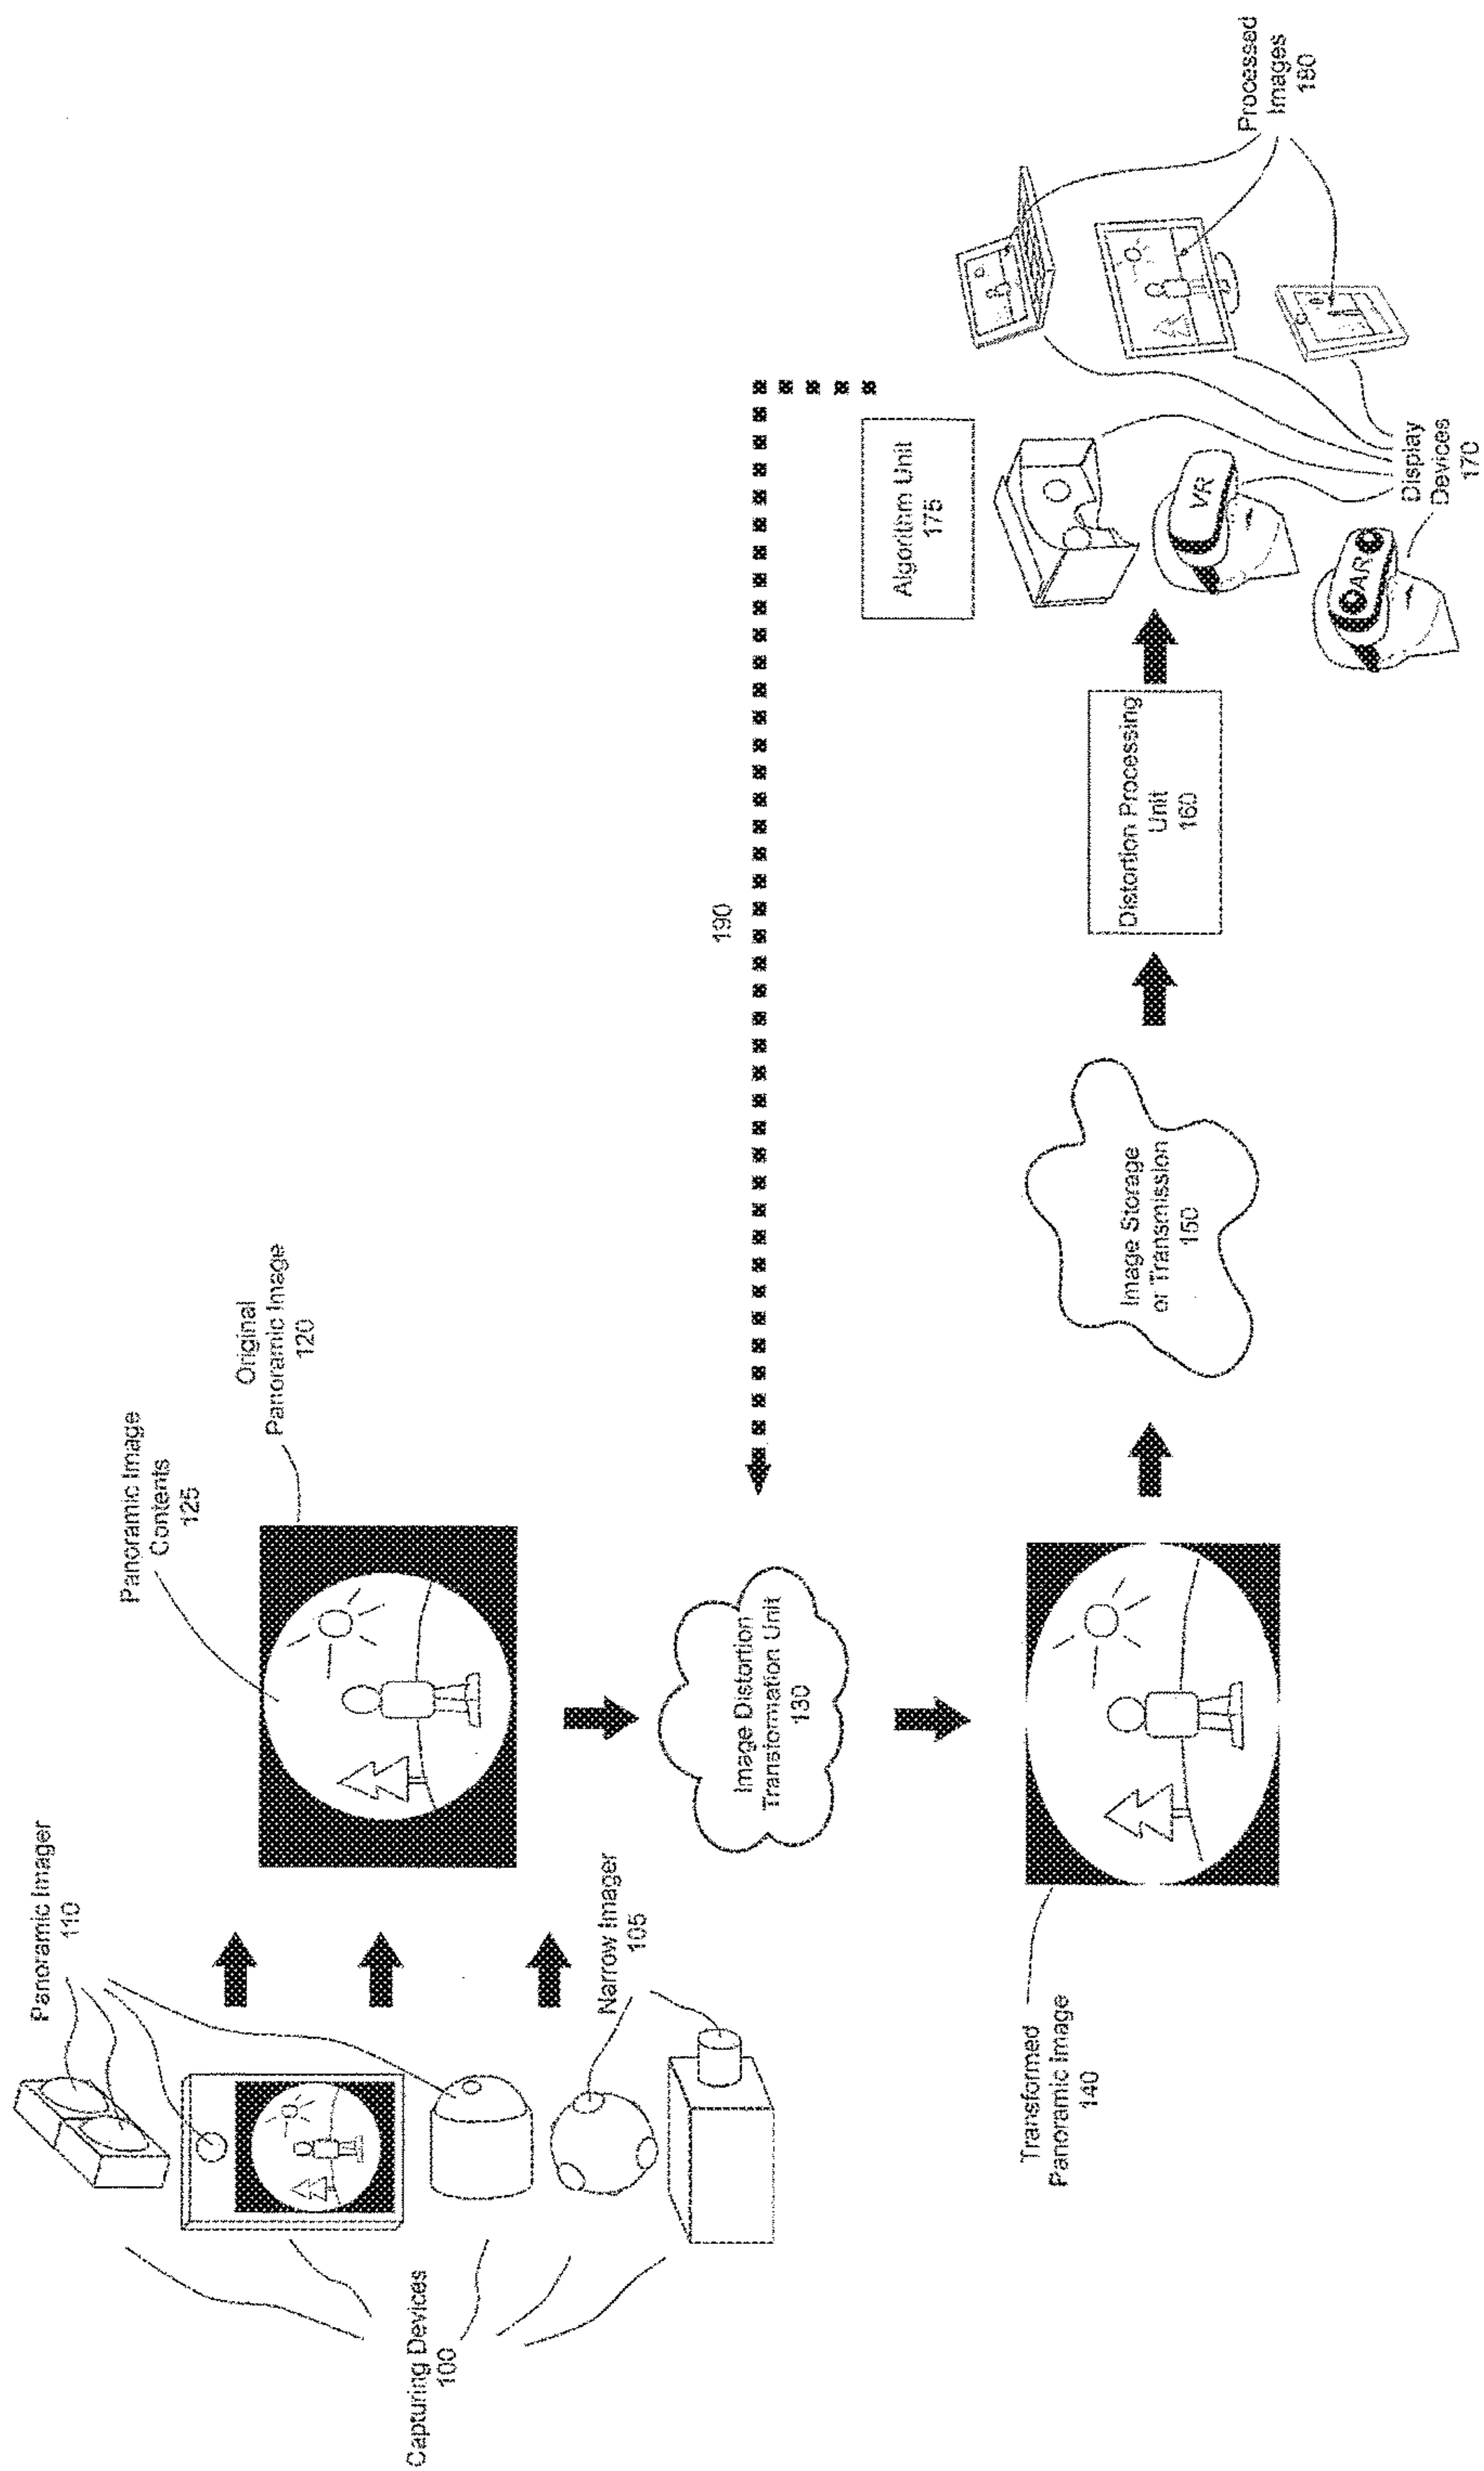 Capturing Devices
100
Panoramic Imager
110
Narrow Imager
105
Panoramic Image
Contents
125
Original
Panoramic Image
120
Image Distortion
Transformation Unit
130
190
Transformed
Panoramic Image
140
Image Storage
or Transmission
150
Distortion Processing
Unit
160
Algorithm Unit
175
VR
AR
Display
Devices
170
Processed
Images
180